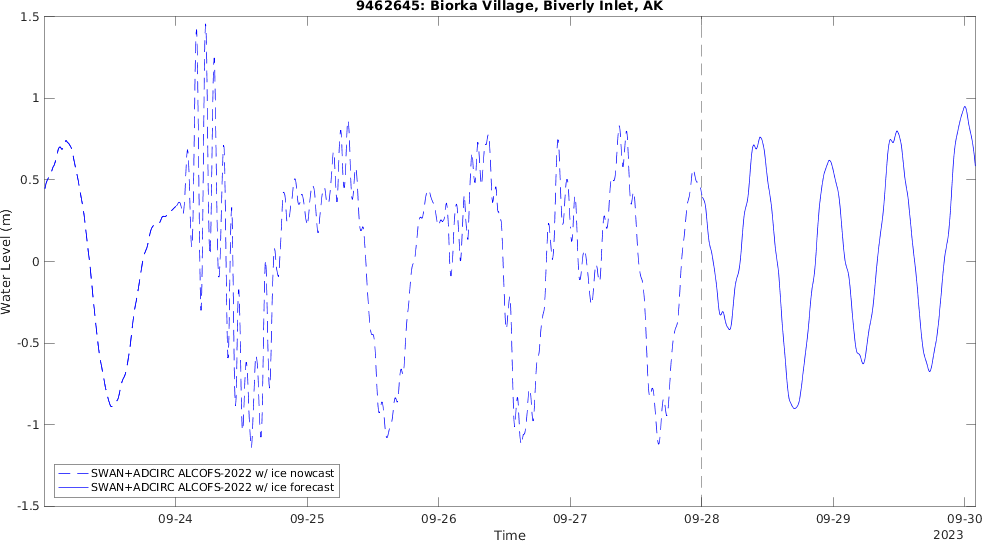 9462645: Biorka Village, Biverly Inlet, AK
1.5
1
0.5
0
-0.5
-1
-1.5
Water Level (m)
SWAN+ADCIRC ALCOFS-2022 w/ ice nowcast
SWAN+ADCIRC ALCOFS-2022 w/ ice forecast
09-24 09-25 09-26 09-27 09-28 09-29 09-30
Time
2023